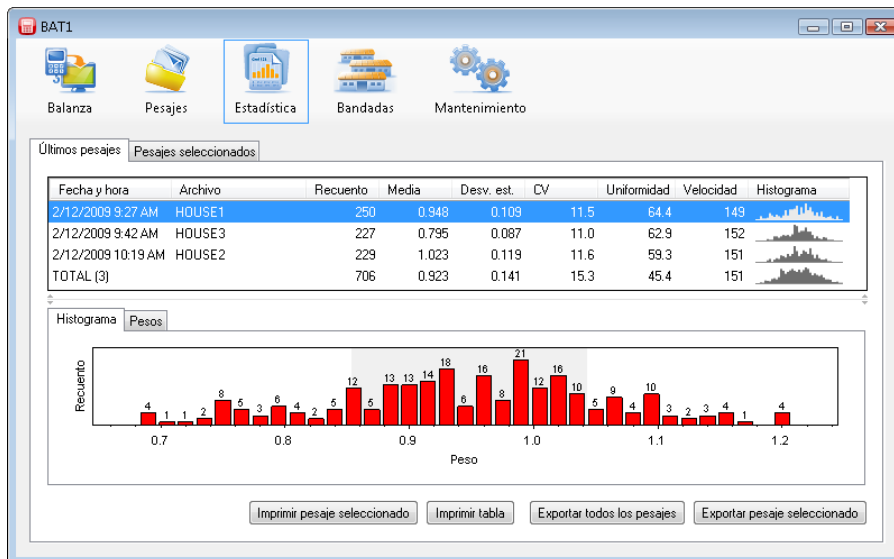 BAT1
Balanza Pesajes Estadística Bandadas Mantenimiento
Últimos pesajes Pesajes seleccionados
Fecha y hora Archivo Recuento Media Desv. est. CV Uniformidad Velocidad Histograma
2/12/2009 9:27 AM HOUSE1 250 0.948 0.109 11.5 64.4 149
2/12/2009 9:42 AM HOUSE3 227 0.795 0.087 11.0 62.9 152
2/12/2009 10:19 AM HOUSE2 229 1.023 0.119 11.6 59.3 151
TOTAL (3) 706 0.923 0.141 15.3 45.4 151
Histograma Pesos
Recuento
4 1 1 2 8 5 3 6 4 2 5 12 5 13 13 14 18 6 16 8 21 12 16 10 5 9 4 10 3 2 3 4 1 4
0.7 0.8 0.9 1.0 1.1 1.2
Peso
Imprimir pesaje seleccionado Imprimir tabla Exportar todos los pesajes Exportar pesaje seleccionado